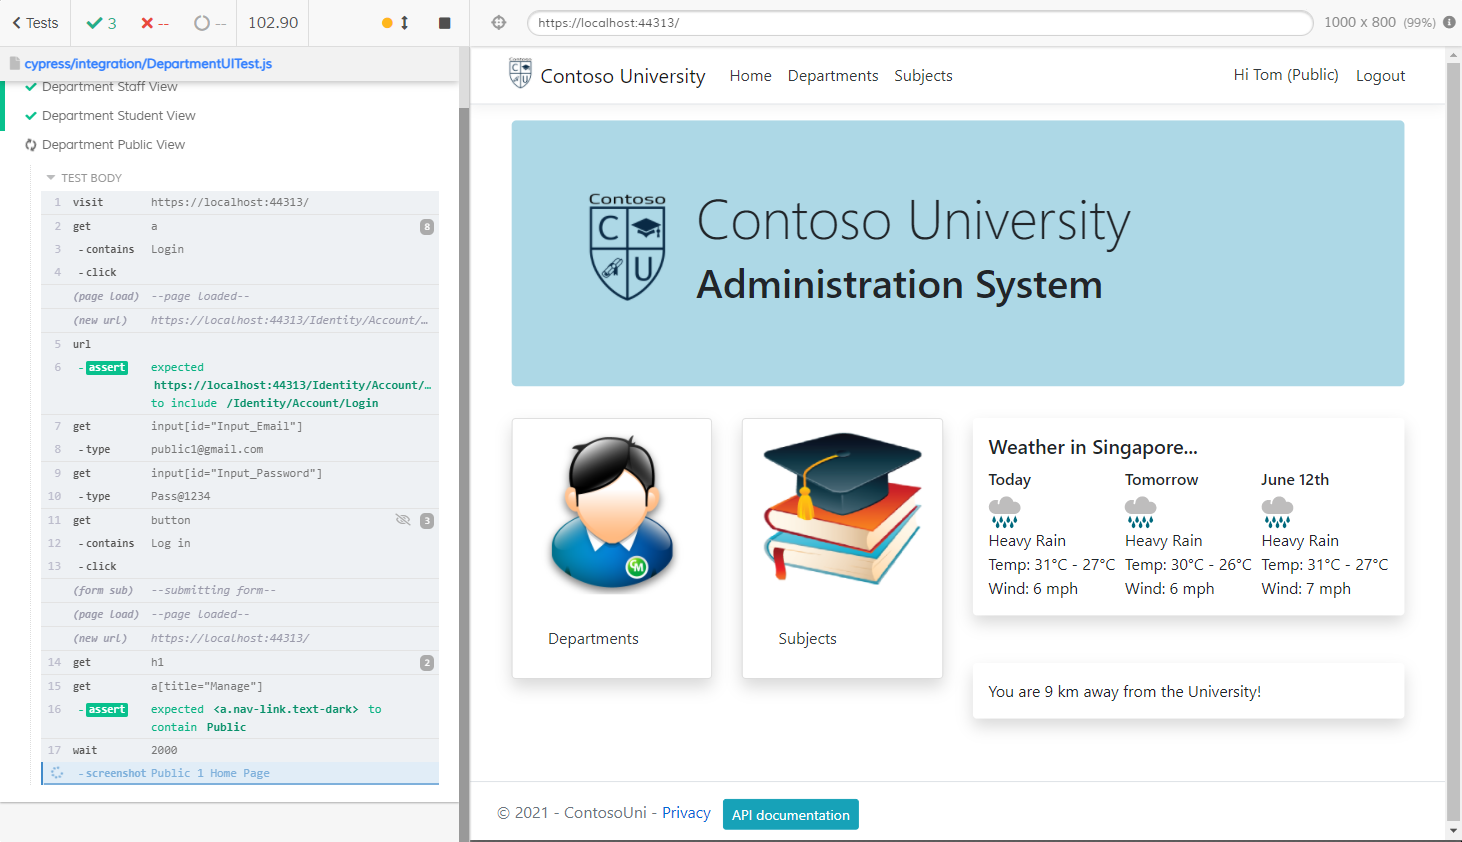 Tests
3
--
--
102.90
https://localhost:44313/
1000 x 800 (99%)
cypress/integration/DepartmentUITest.js
Department Staff View
Department Student View
Department Public View
TEST BODY
1 visit https://localhost:44313/
2 get a 8
3 -contains Login
4 -click
(page load) --page loaded--
(new url) https://localhost:44313/Identity/Account/…
5 url
6 -assert expected
https://localhost:44313/Identity/Account/…
to include /Identity/Account/Login
7 get input[id="Input_Email"]
8 -type public1@gmail.com
9 get input[id="Input_Password"]
10 -type Pass@1234
11 get button 3
12 -contains Log in
13 -click
(form sub) --submitting form--
(page load) --page loaded--
(new url) https://localhost:44313/
14 get h1 2
15 get a[title="Manage"]
16 -assert expected <a.nav-link.text-dark> to
contain Public
17 wait 2000
-screenshot Public 1 Home Page
Contoso University Home Departments Subjects Hi Tom (Public) Logout
Contoso
C
U
Contoso University
Administration System
Departments
Subjects
Weather in Singapore...
Today Tomorrow June 12th
Heavy Rain Heavy Rain Heavy Rain
Temp: 31°C - 27°C Temp: 30°C - 26°C Temp: 31°C - 27°C
Wind: 6 mph Wind: 6 mph Wind: 7 mph
You are 9 km away from the University!
© 2021 - ContosoUni - Privacy API documentation